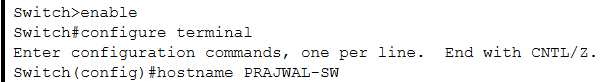 Switch>enable
Switch#configure terminal
Enter configuration commands, one per line.  End with CNTL/Z.
Switch(config)#hostname PRAJWAL-SW